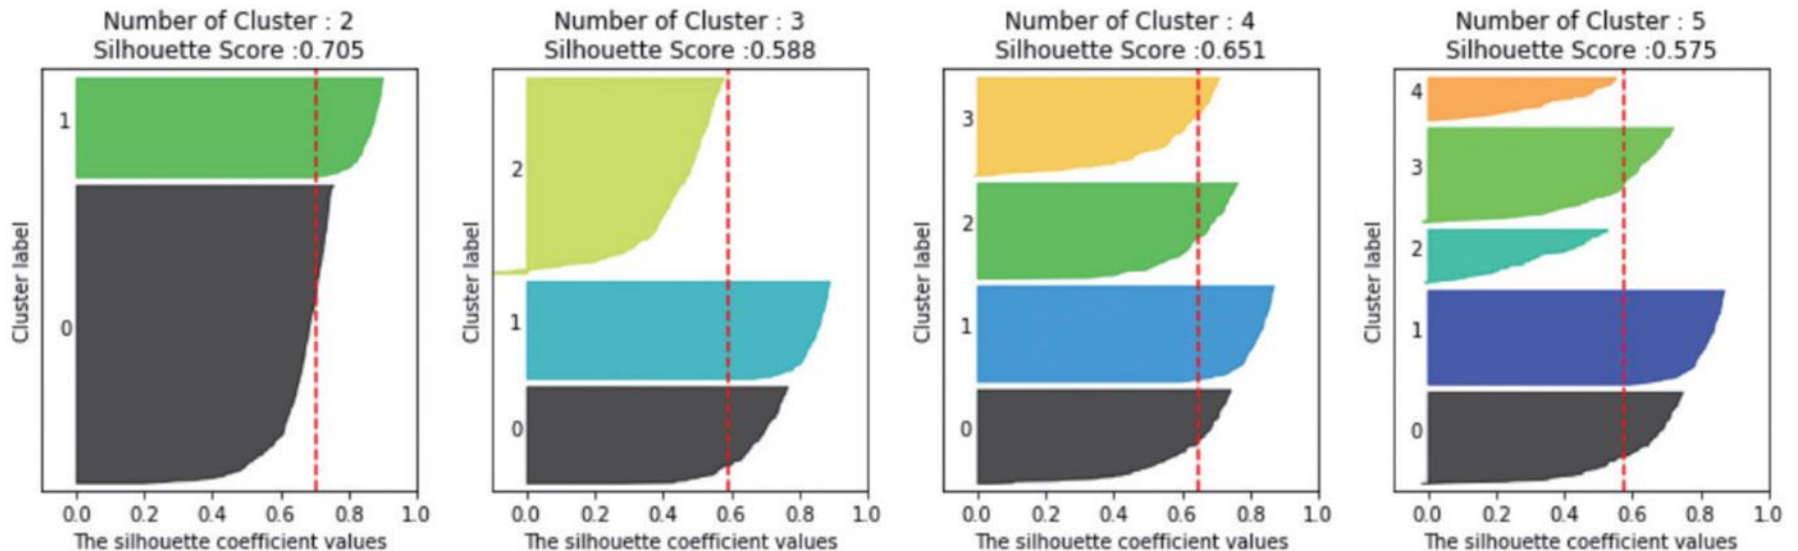 Number of Cluster : 2
Silhouette Score :0.705
Cluster label
1
0
0.0 0.2 0.4 0.6 0.8 1.0
The silhouette coefficient values
Number of Cluster : 3
Silhouette Score :0.588
Cluster label
2
1
0
0.0 0.2 0.4 0.6 0.8 1.0
The silhouette coefficient values
Number of Cluster : 4
Silhouette Score :0.651
Cluster label
3
2
1
0
0.0 0.2 0.4 0.6 0.8 1.0
The silhouette coefficient values
Number of Cluster : 5
Silhouette Score :0.575
Cluster label
4
3
2
1
0
0.0 0.2 0.4 0.6 0.8 1.0
The silhouette coefficient values